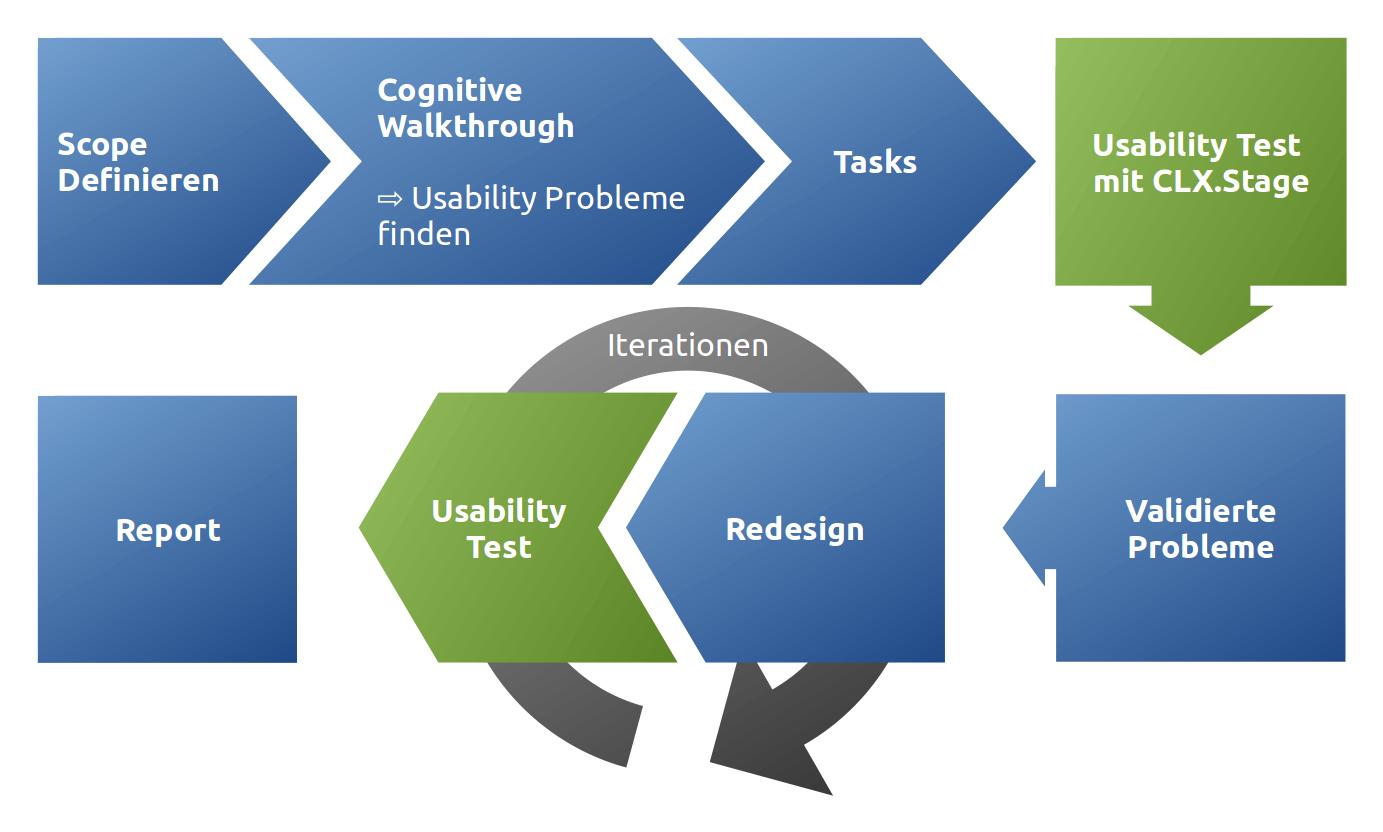 Scope
Definieren
Cognitive
Walkthrough
⇨ Usability Probleme
finden
Tasks
Usability Test
mit CLX.Stage
Iterationen
Report
Usability
Test
Redesign
Validierte
Probleme